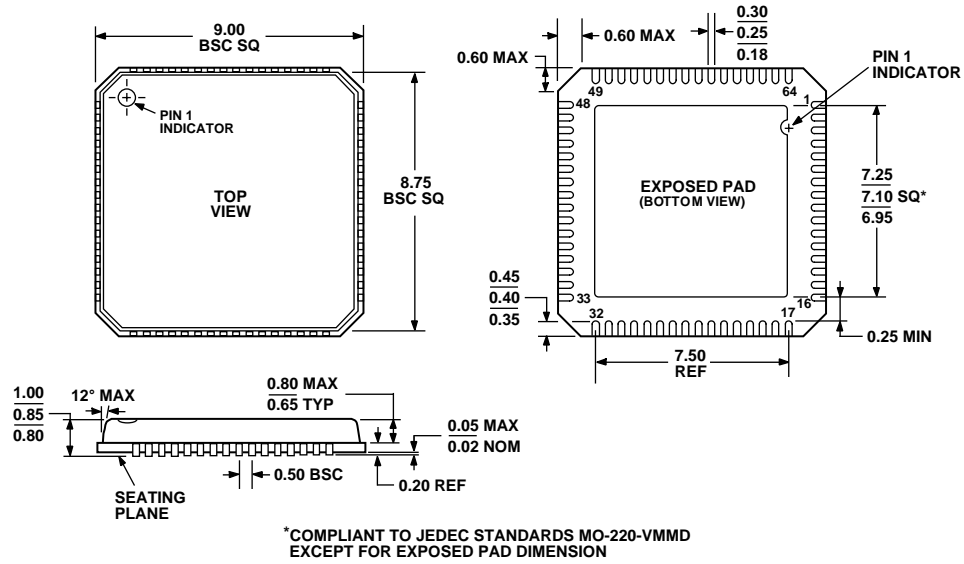 9.00
BSC SQ
PIN 1
INDICATOR
TOP
VIEW
8.75
BSC SQ
0.60 MAX
0.60 MAX
0.30
0.25
0.18
PIN 1
INDICATOR
49
64
48
1
EXPOSED PAD
(BOTTOM VIEW)
7.25
7.10 SQ*
6.95
0.45
0.40
0.35
33
16
32
17
0.25 MIN
7.50
REF
1.00
0.85
0.80
12° MAX
0.80 MAX
0.65 TYP
0.05 MAX
0.02 NOM
0.50 BSC
0.20 REF
SEATING
PLANE
*COMPLIANT TO JEDEC STANDARDS MO-220-VMMD
EXCEPT FOR EXPOSED PAD DIMENSION